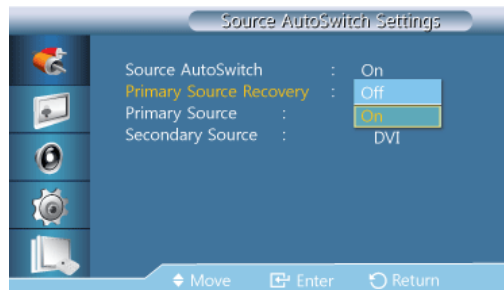 Source AutoSwitch Settings
Source AutoSwitch : On
Primary Source Recovery : Off
Primary Source : On
Secondary Source : DVI
Move Enter Return